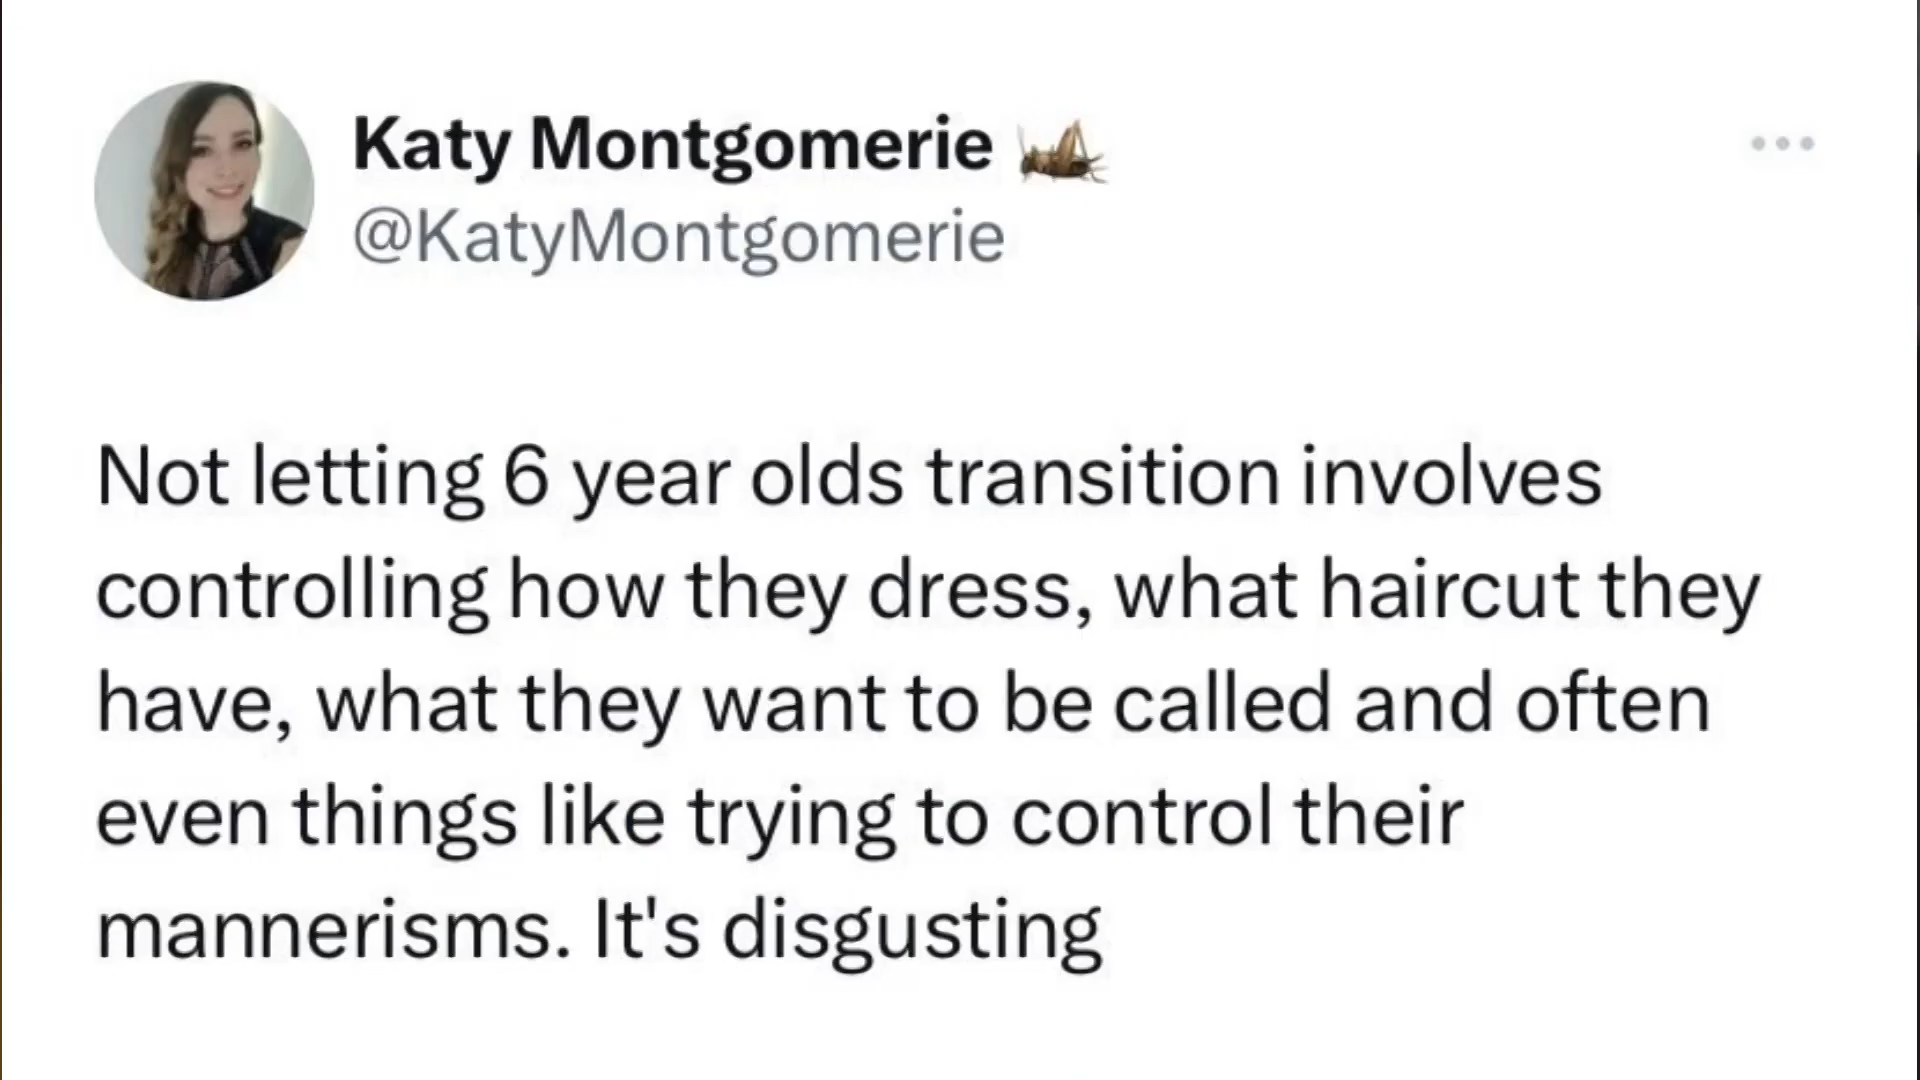 Katy Montgomerie 🦗
@KatyMontgomerie
Not letting 6 year olds transition involves
controlling how they dress, what haircut they
have, what they want to be called and often
even things like trying to control their
mannerisms. It's disgusting